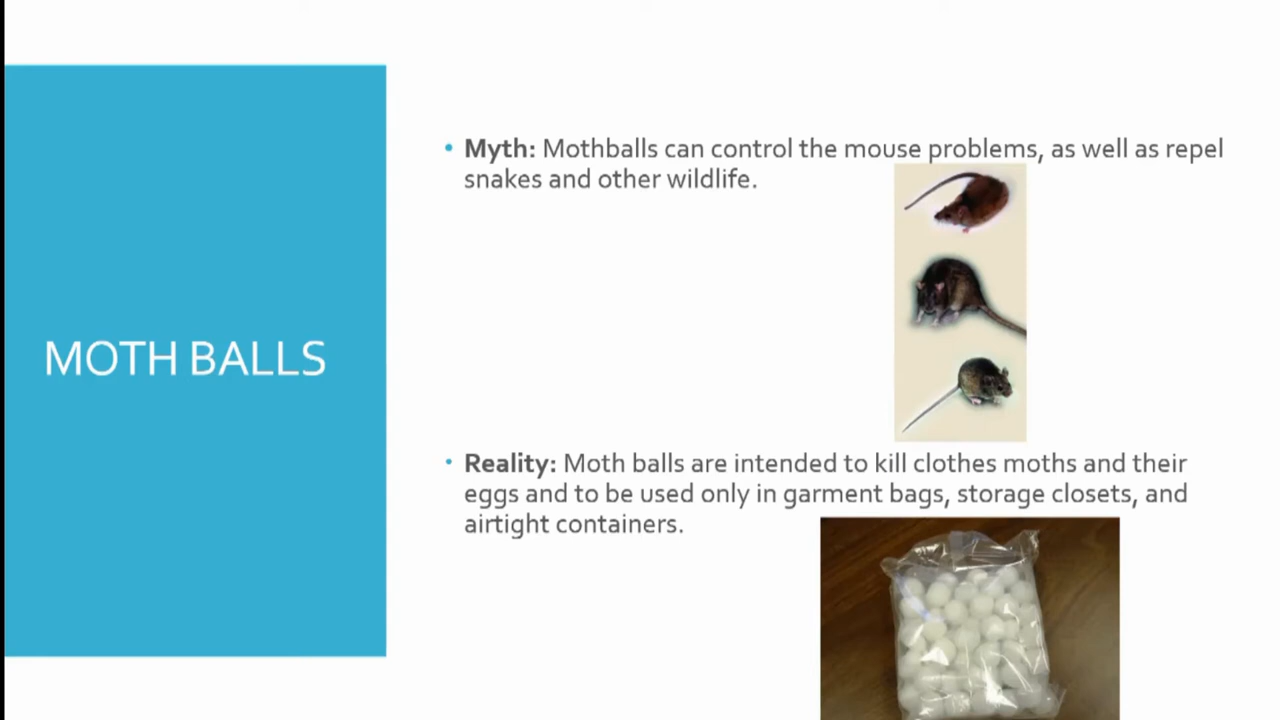 MOTH BALLS
• Myth: Mothballs can control the mouse problems, as well as repel
snakes and other wildlife.
• Reality: Moth balls are intended to kill clothes moths and their
eggs and to be used only in garment bags, storage closets, and
airtight containers.